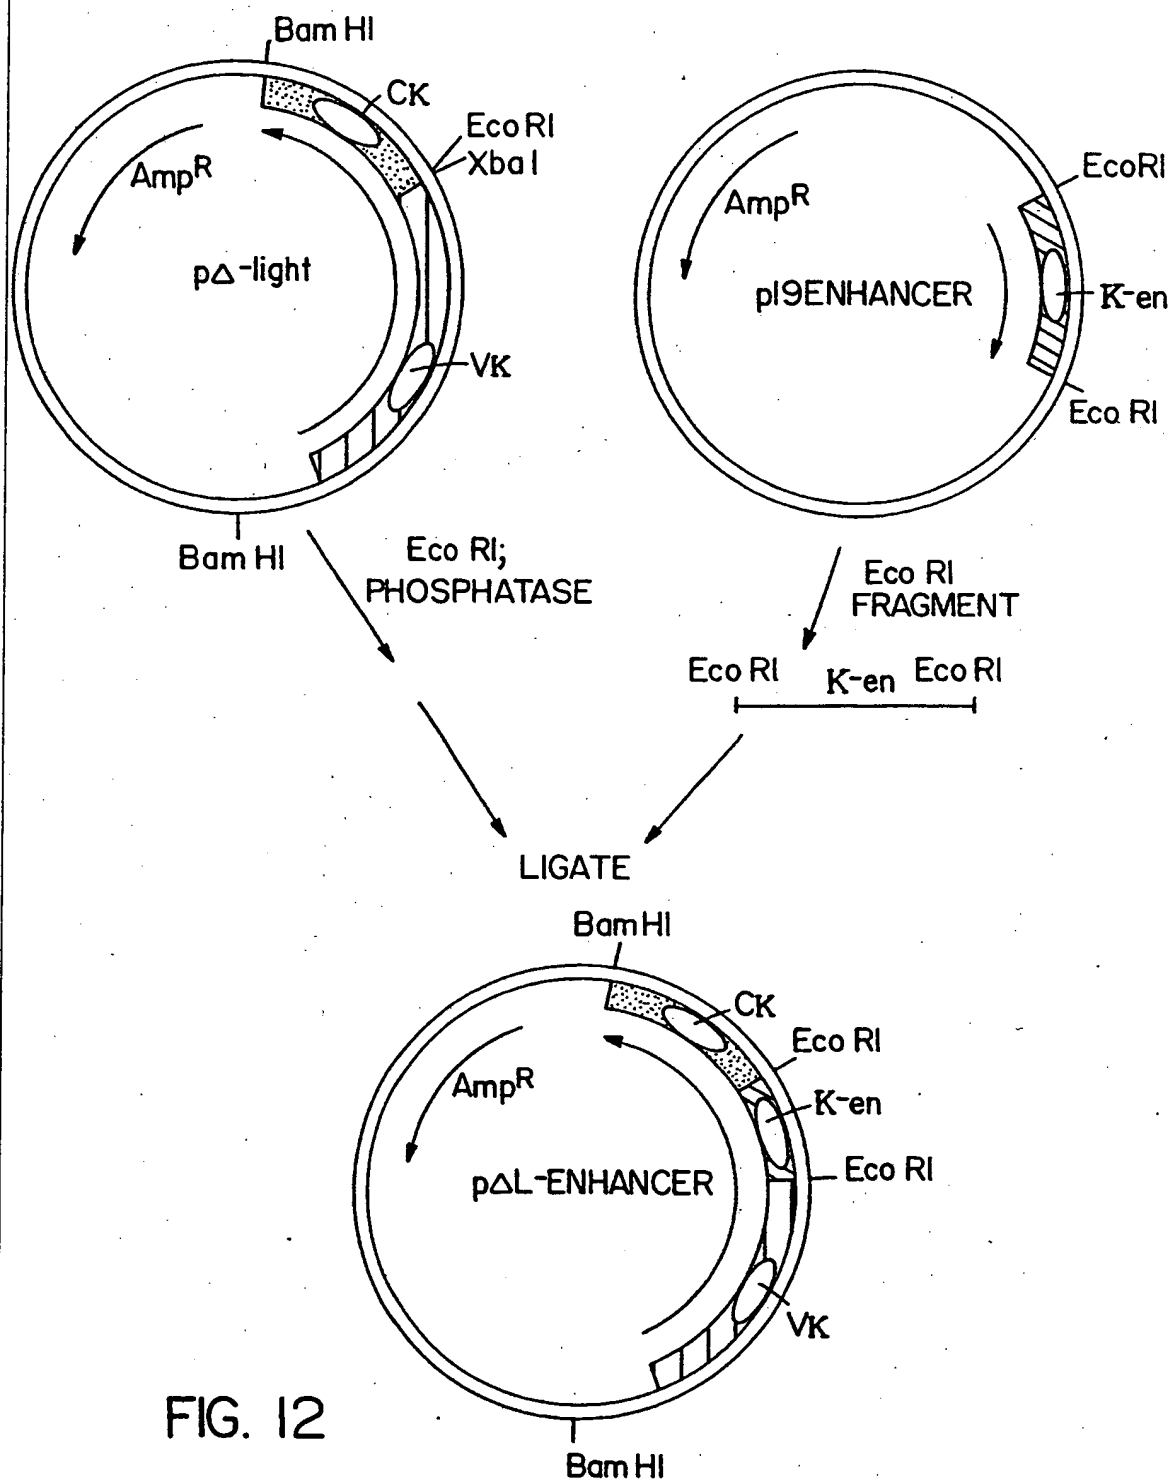 Bam HI
CK
Eco RI
Xba I
AmpR
pΔ-light
VK
Bam HI
EcoRI
AmpR
p19ENHANCER
K-en
Eco RI
Eco RI;
PHOSPHATASE
Eco RI
FRAGMENT
Eco RI K-en Eco RI
LIGATE
Bam HI
CK
Eco RI
AmpR
K-en
pΔL-ENHANCER
Eco RI
VK
FIG. 12
Bam HI